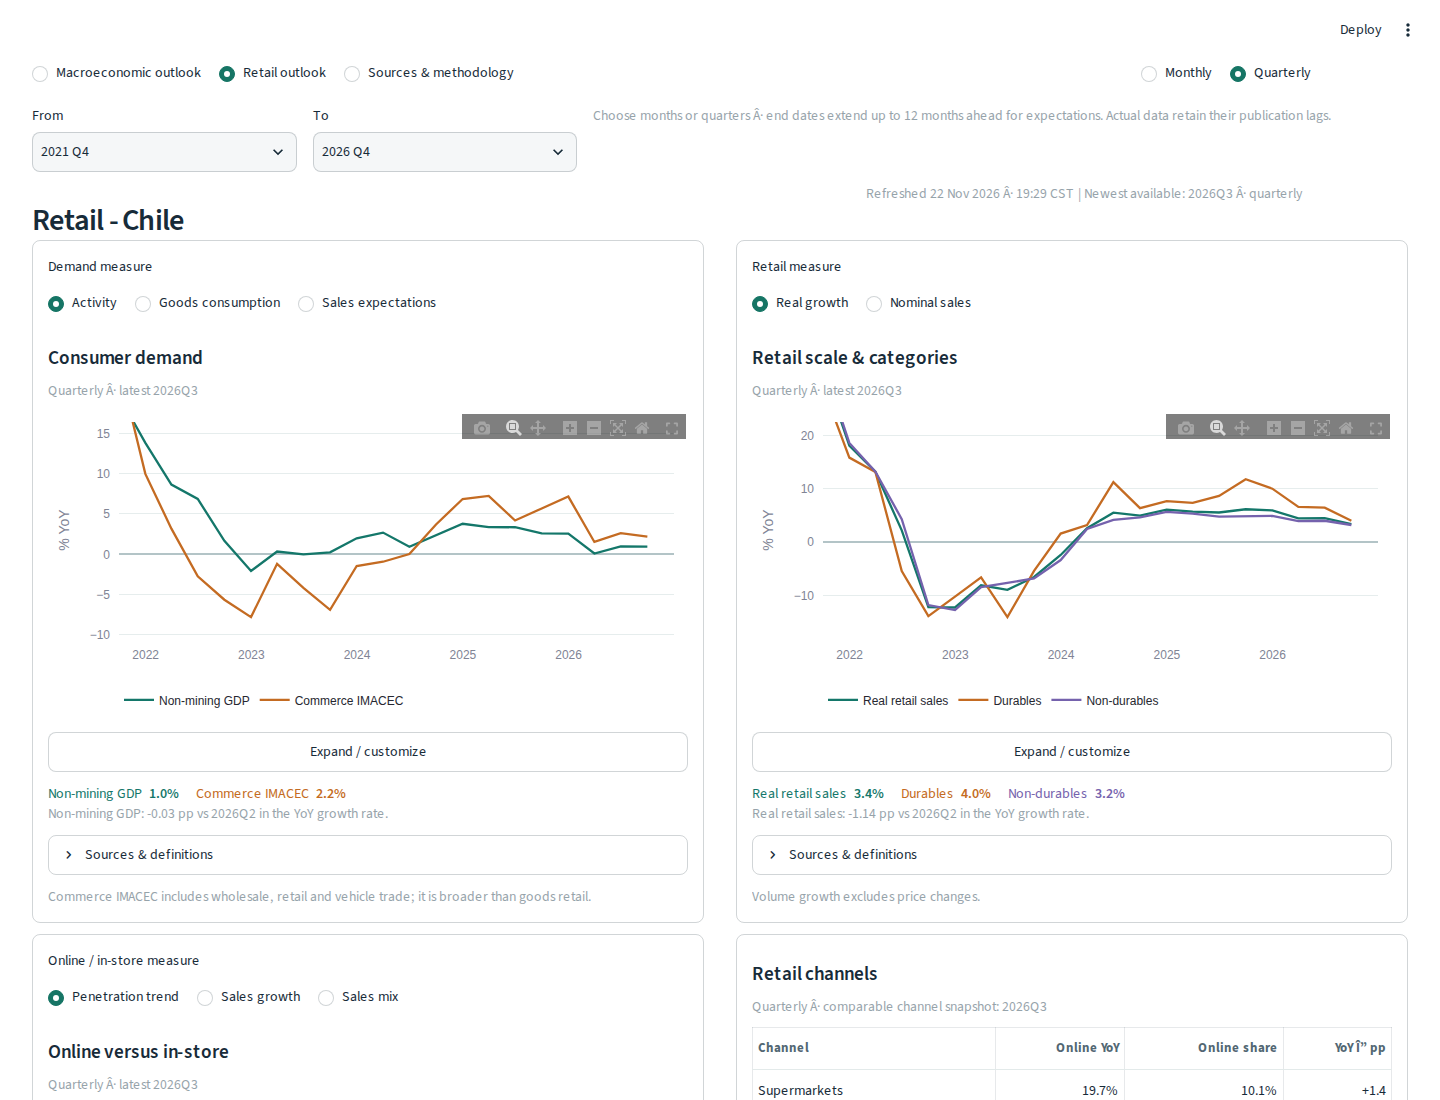 Deploy
Macroeconomic outlook Retail outlook Sources & methodology Monthly Quarterly
From To Choose months or quarters Â· end dates extend up to 12 months ahead for expectations. Actual data retain their publication lags.
2021 Q4 2026 Q4
Refreshed 22 Nov 2026 Â· 19:29 CST | Newest available: 2026Q3 Â· quarterly
Retail - Chile
Demand measure
Activity Goods consumption Sales expectations
Consumer demand
Quarterly Â· latest 2026Q3
15
10
5
0
−5
−10
% YoY
2022 2023 2024 2025 2026
Non-mining GDP Commerce IMACEC
Expand / customize
Non-mining GDP 1.0% Commerce IMACEC 2.2%
Non-mining GDP: -0.03 pp vs 2026Q2 in the YoY growth rate.
Sources & definitions
Commerce IMACEC includes wholesale, retail and vehicle trade; it is broader than goods retail.
Retail measure
Real growth Nominal sales
Retail scale & categories
Quarterly Â· latest 2026Q3
20
10
0
−10
% YoY
2022 2023 2024 2025 2026
Real retail sales Durables Non-durables
Expand / customize
Real retail sales 3.4% Durables 4.0% Non-durables 3.2%
Real retail sales: -1.14 pp vs 2026Q2 in the YoY growth rate.
Sources & definitions
Volume growth excludes price changes.
Online / in-store measure
Penetration trend Sales growth Sales mix
Online versus in-store
Quarterly Â· latest 2026Q3
Retail channels
Quarterly Â· comparable channel snapshot: 2026Q3
Channel Online YoY Online share YoY Î” pp
Supermarkets 19.7% 10.1% +1.4